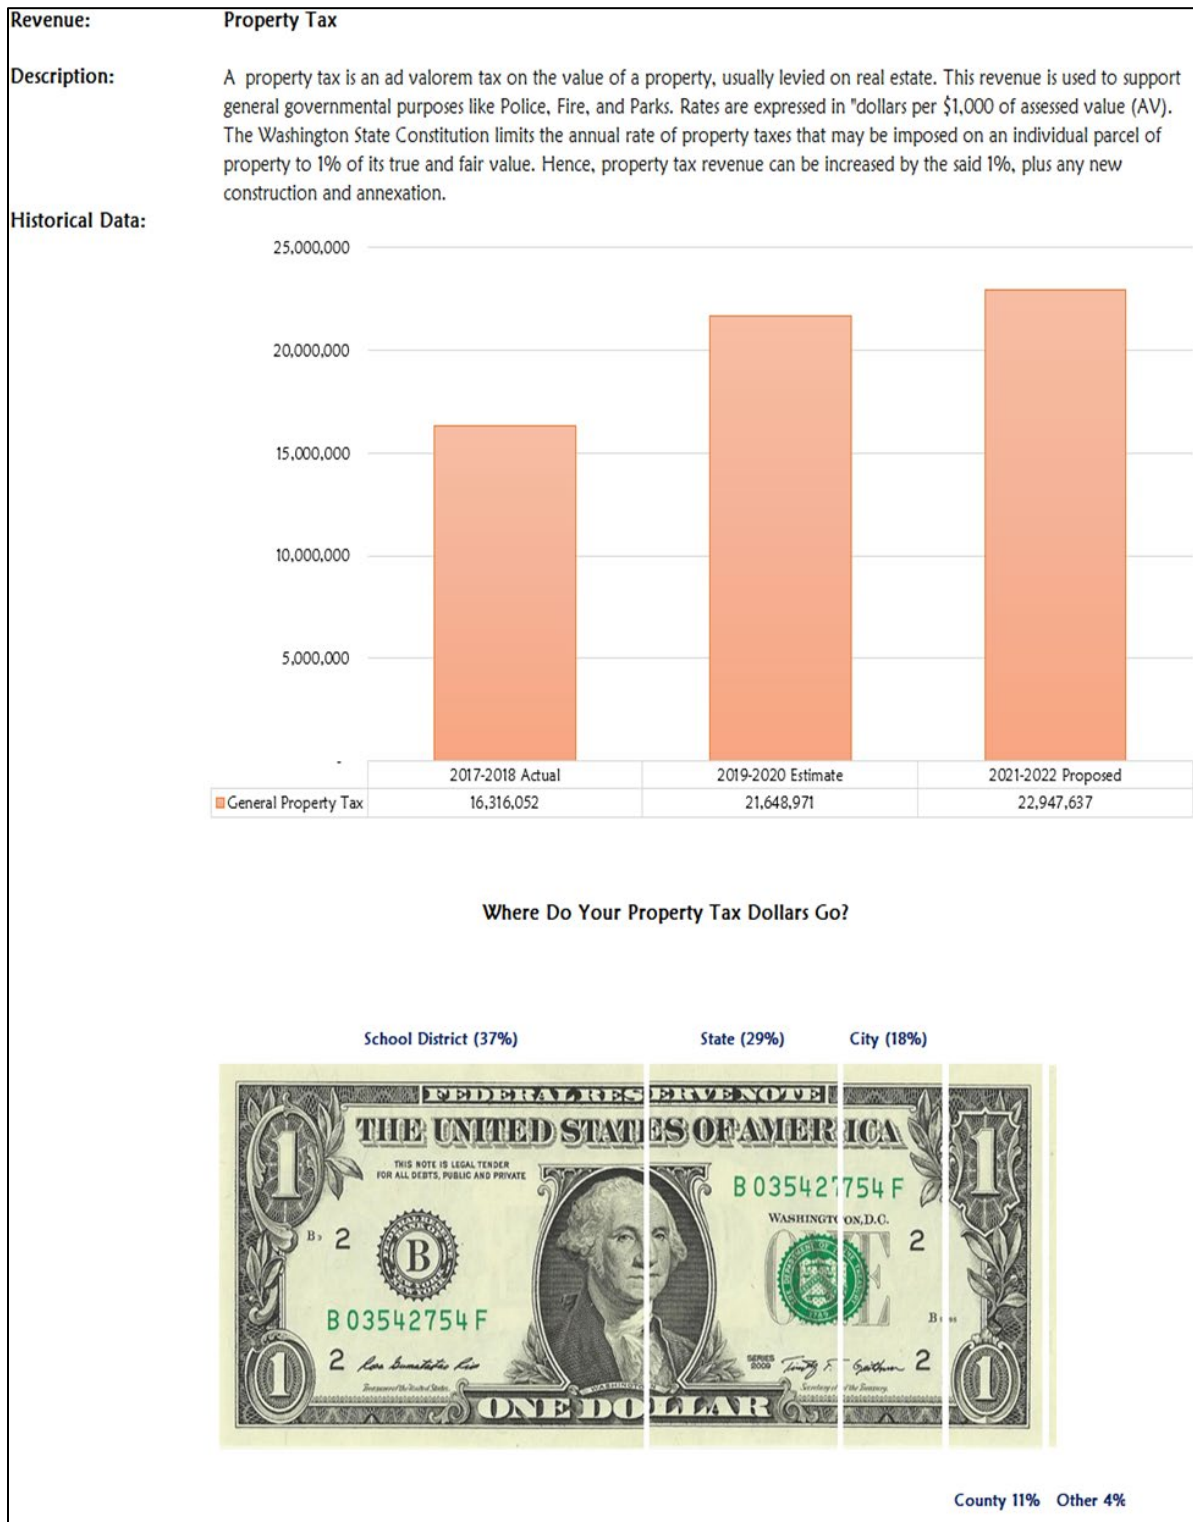 Revenue: Property Tax
Description: A property tax is an ad valorem tax on the value of a property, usually levied on real estate. This revenue is used to support
general governmental purposes like Police, Fire, and Parks. Rates are expressed in "dollars per $1,000 of assessed value (AV).
The Washington State Constitution limits the annual rate of property taxes that may be imposed on an individual parcel of
property to 1% of its true and fair value. Hence, property tax revenue can be increased by the said 1%, plus any new
construction and annexation.
Historical Data:
25,000,000
20,000,000
15,000,000
10,000,000
5,000,000
-
2017-2018 Actual 2019-2020 Estimate 2021-2022 Proposed
General Property Tax 16,316,052 21,648,971 22,947,637
Where Do Your Property Tax Dollars Go?
School District (37%) State (29%) City (18%)
FEDERAL RESERVE NOTE
THE UNITED STATES OF AMERICA
THIS NOTE IS LEGAL TENDER
FOR ALL DEBTS, PUBLIC AND PRIVATE
B 03542754 F
WASHINGTON, D.C.
2 2
B
B 03542754 F
2 2
SERIES
2009
WASHINGTON
ONE DOLLAR
1 1 1 1
ONE
County 11% Other 4%